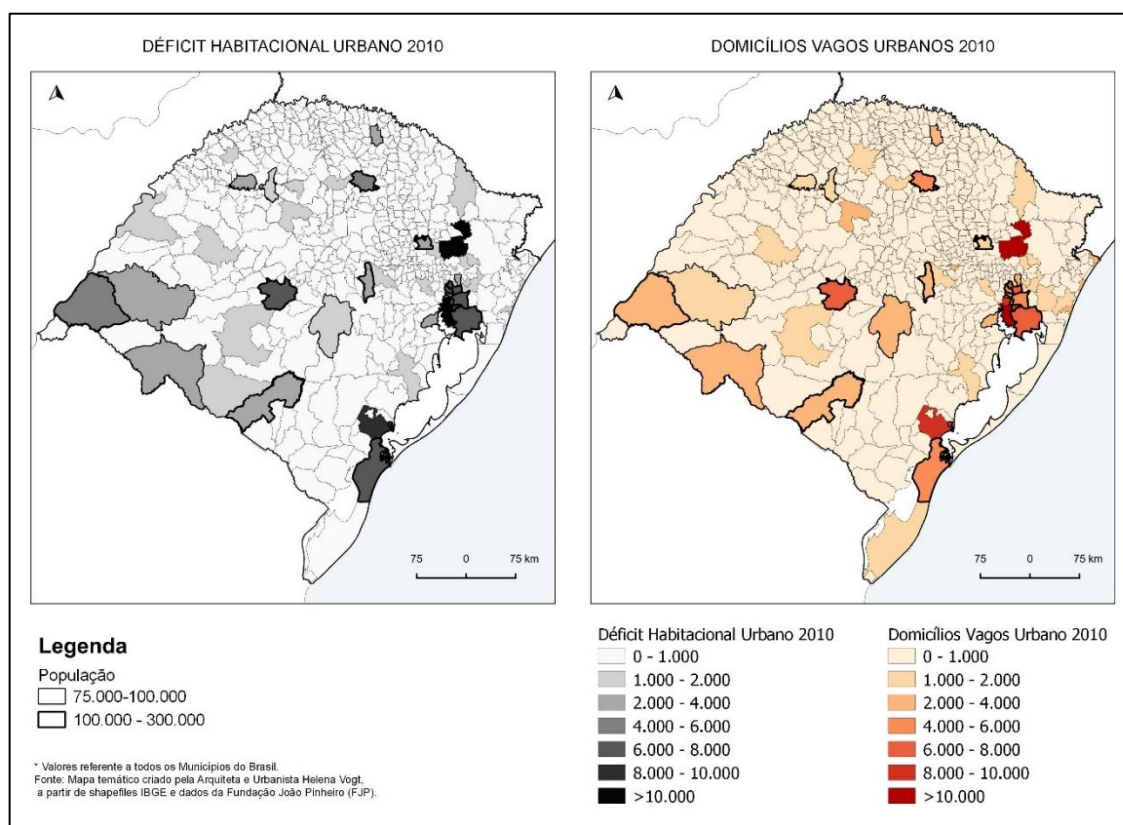 DÉFICIT HABITACIONAL URBANO 2010
DOMICÍLIOS VAGOS URBANOS 2010
75 0 75 km
75 0 75 km
Legenda
População
75.000-100.000
100.000 - 300.000
* Valores referente a todos os Municípios do Brasil.
Fonte: Mapa temático criado pela Arquiteta e Urbanista Helena Vogt,
a partir de shapefiles IBGE e dados da Fundação João Pinheiro (FJP).
Déficit Habitacional Urbano 2010
0 - 1.000
1.000 - 2.000
2.000 - 4.000
4.000 - 6.000
6.000 - 8.000
8.000 - 10.000
>10.000
Domicílios Vagos Urbano 2010
0 - 1.000
1.000 - 2.000
2.000 - 4.000
4.000 - 6.000
6.000 - 8.000
8.000 - 10.000
>10.000